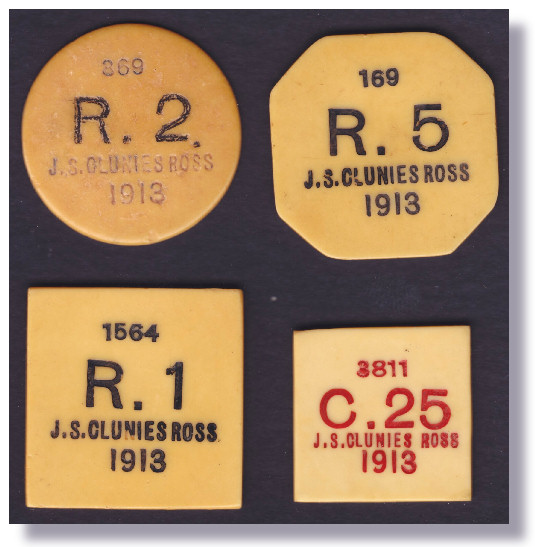 369
R. 2.
J.S.CLUNIES ROSS
1913
169
R. 5
J.S.CLUNIES ROSS
1913
1564
R. 1
J.S.CLUNIES ROSS
1913
3811
C.25
J.S.CLUNIES ROSS
1913